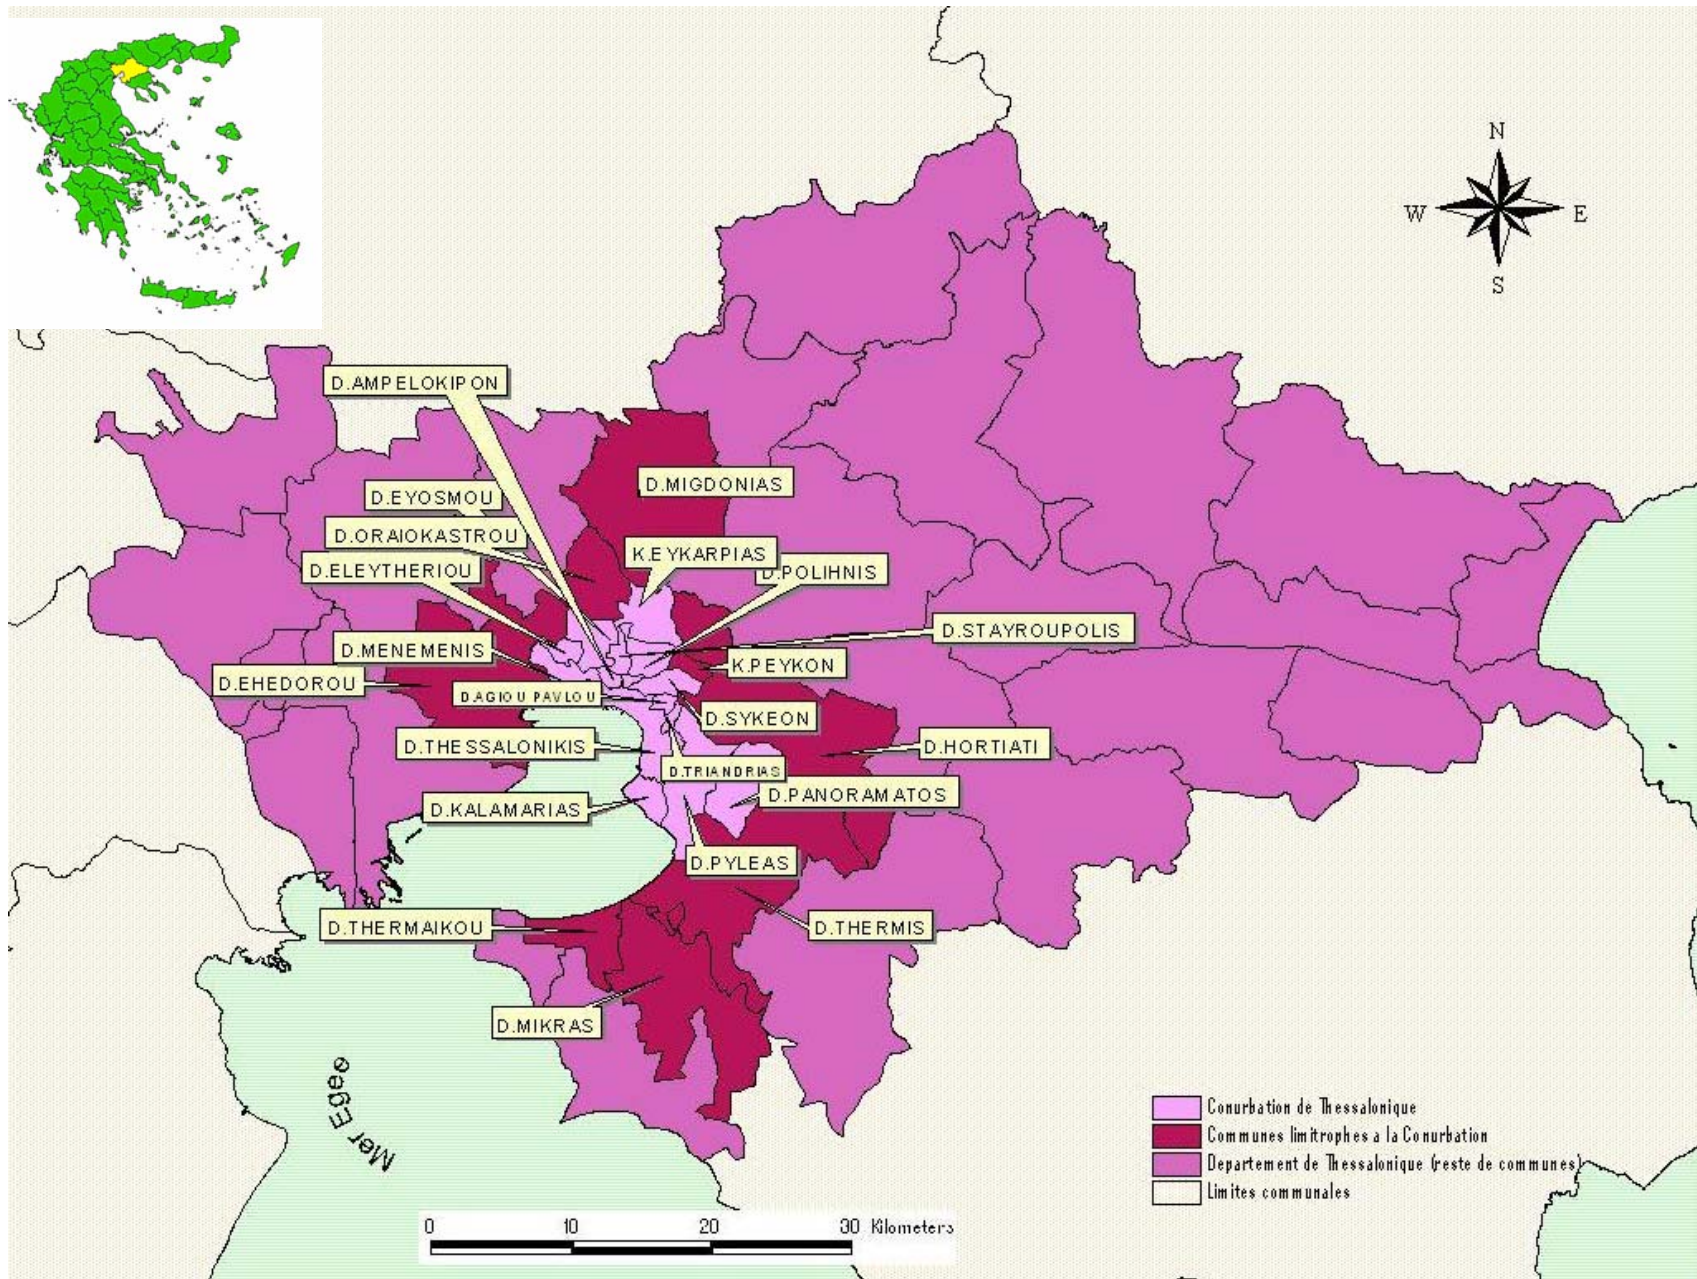 N
W E
S
D.AMPELOKIPON
D.MIGDONIAS
D.EYOSMOU
D.ORAIOKASTROU
K.EYKARPIAS
D.ELEYTHERIOU
D.POLIHNIS
D.STAYROUPOLIS
D.MENEMENIS
K.PEYKON
D.EHEDOROU
D.AGIOU PAVLOU
D.SYKEON
D.THESSALONIKIS
D.HORTIATI
D.TRIANDRIAS
D.PANORAMATOS
D.KALAMARIAS
D.PYLEAS
D.THERMAIKOU
D.THERMIS
D.MIKRAS
Mer Egee
Conurbation de Thessalonique
Communes limitrophes a la Conurbation
Departement de Thessalonique (reste de communes)
Limites communales
0 10 20 30 Kilometers